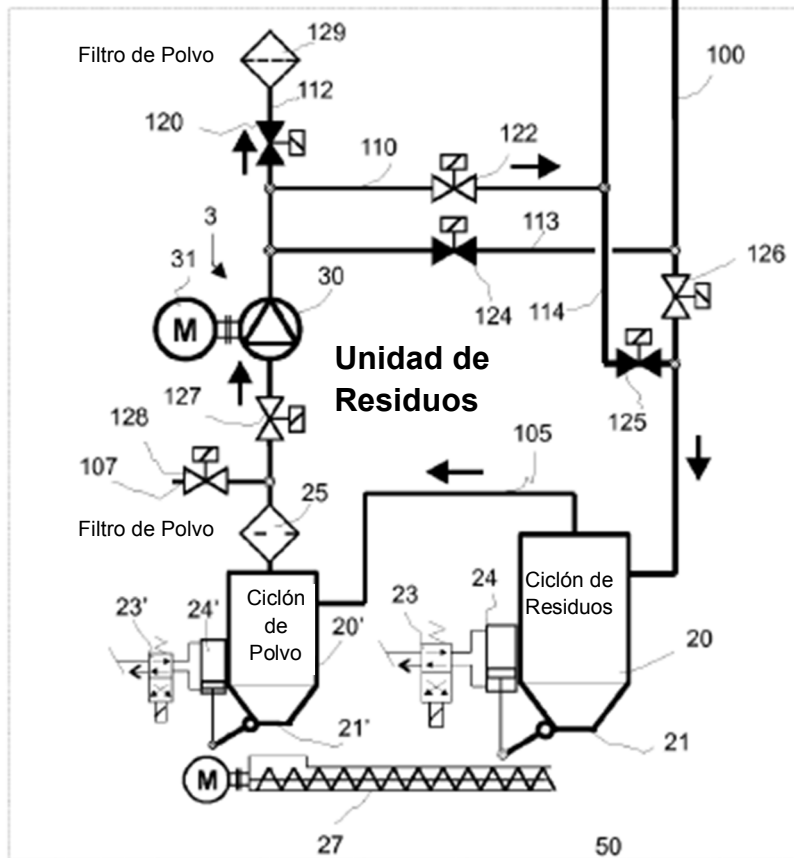 Filtro de Polvo
129
112
100
120
122
110
3
113
126
31
30
M
124
114
Unidad de
Residuos
127
128
125
105
107
25
Filtro de Polvo
Ciclón
de
Polvo
Ciclón de
Residuos
23'
24'
20'
23
24
20
21'
21
M
27
50